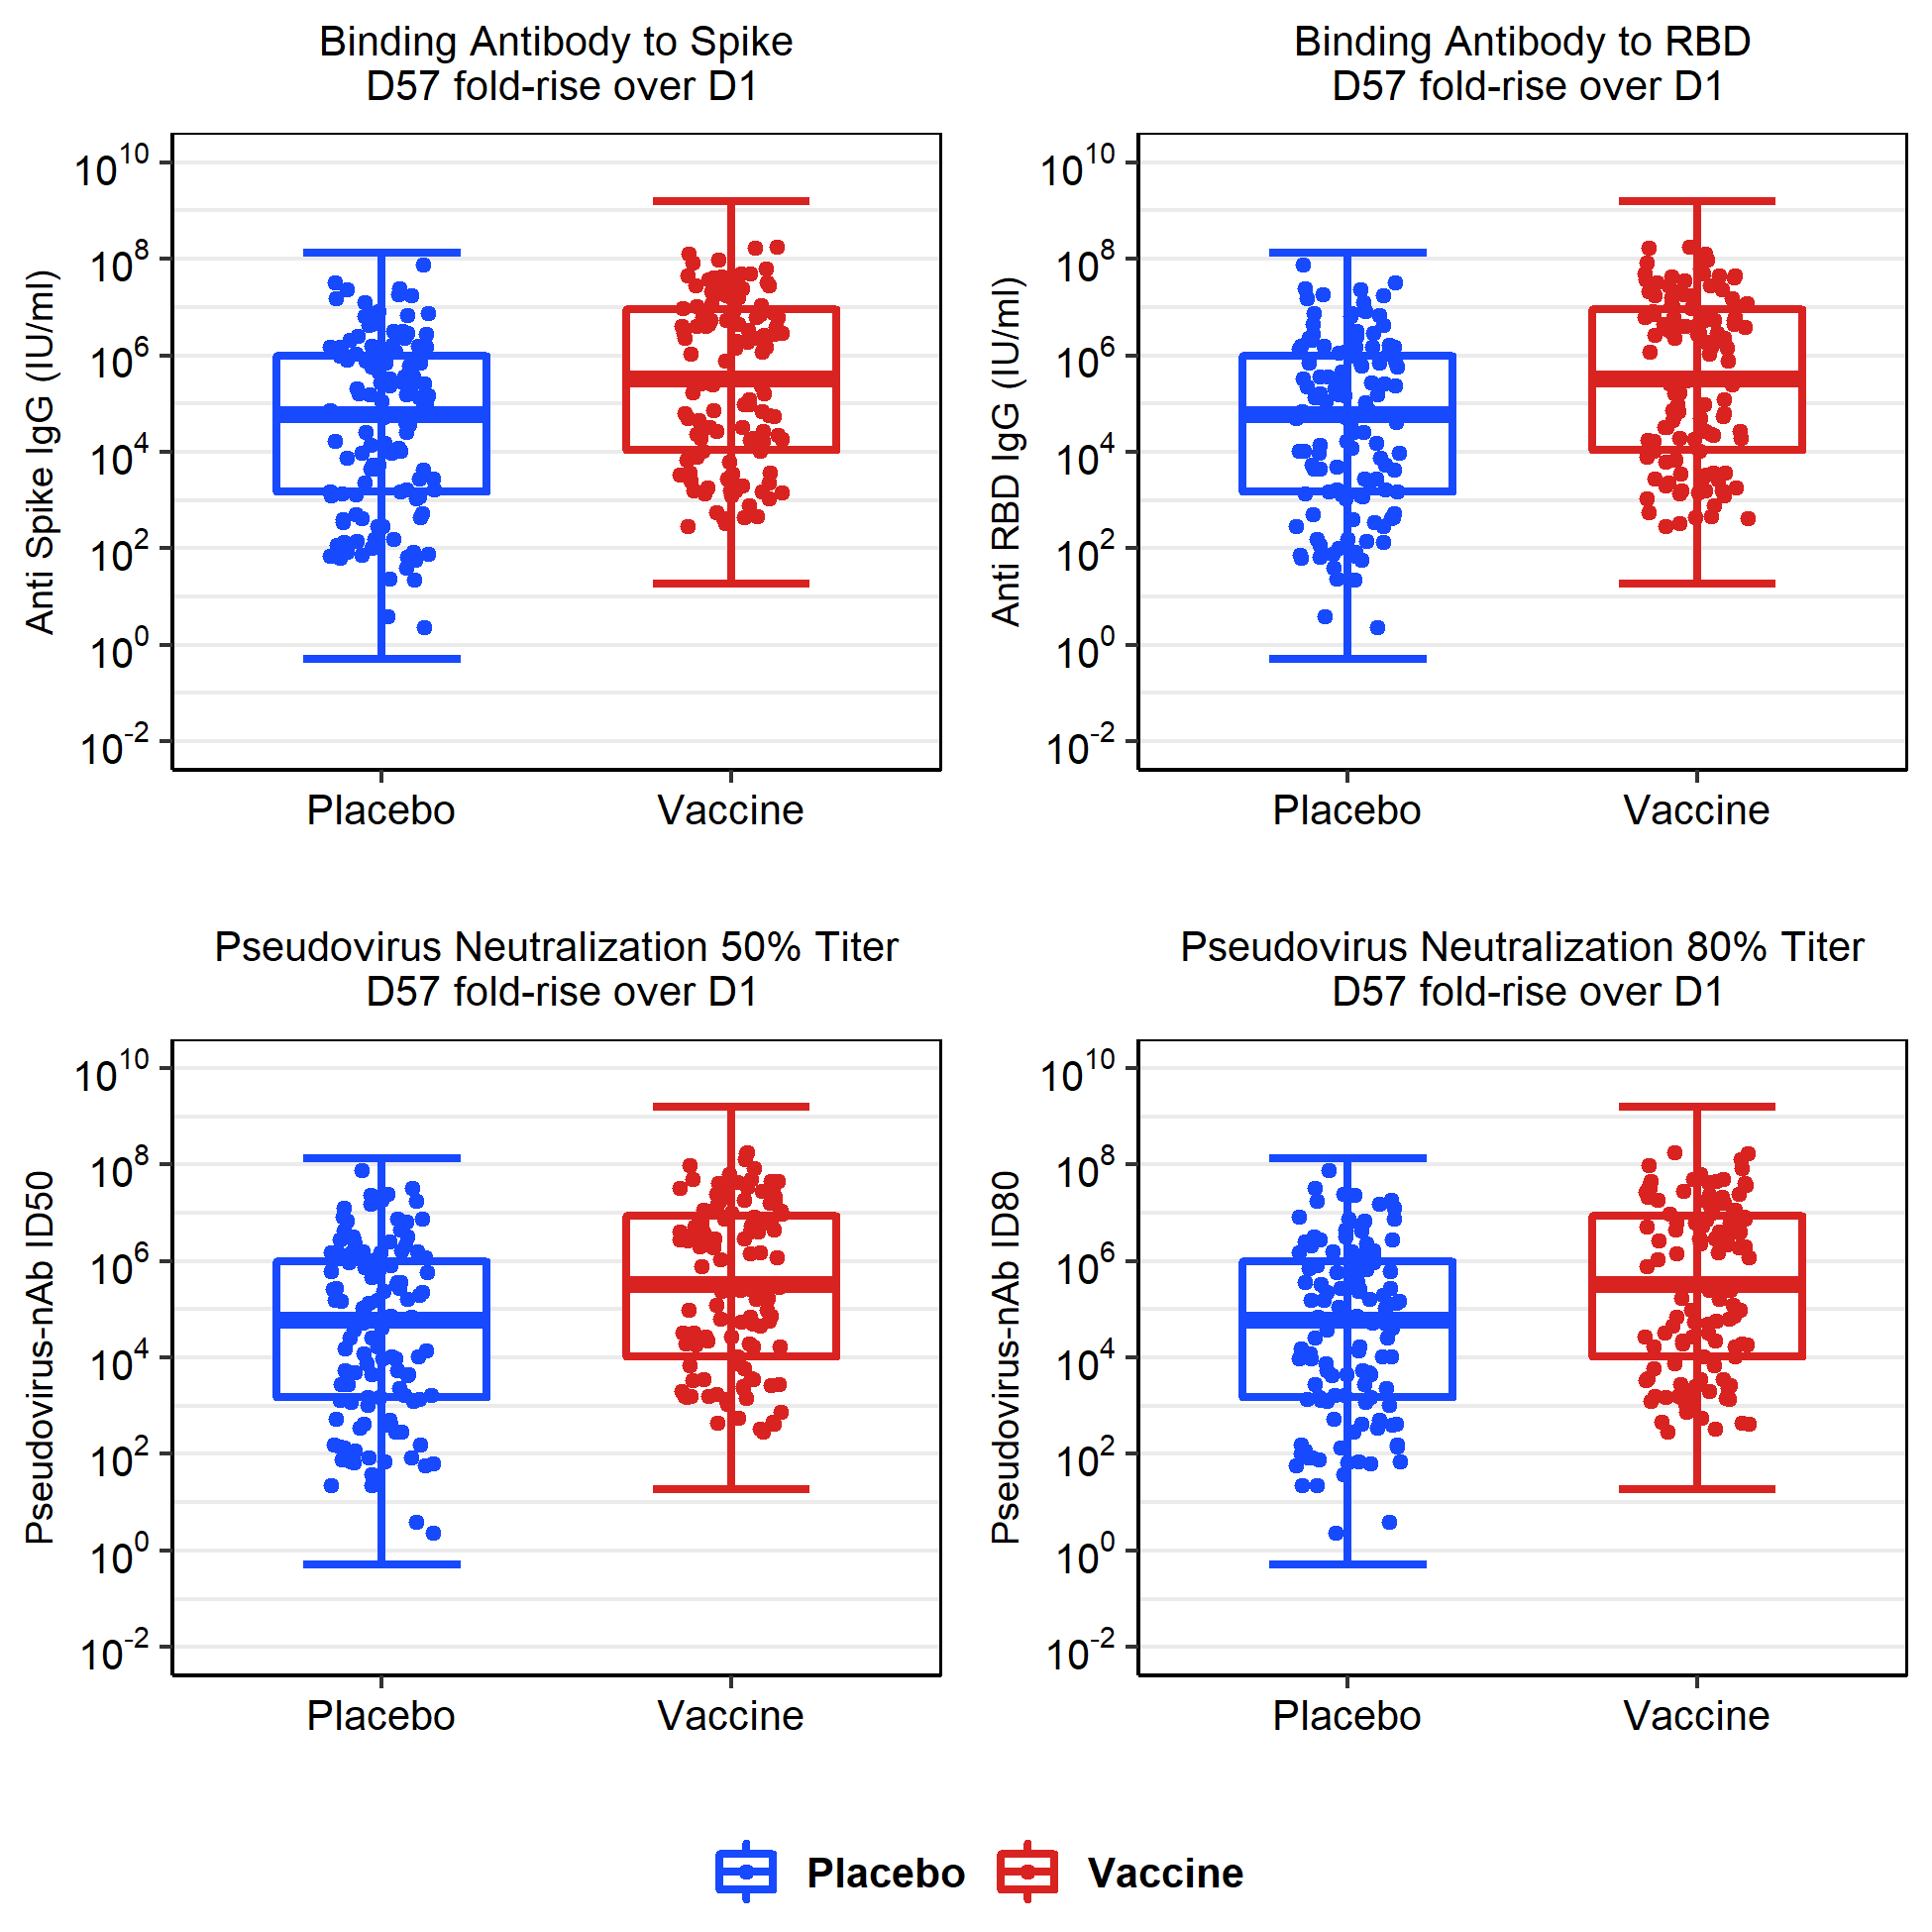 Binding Antibody to Spike
D57 fold-rise over D1
Anti Spike IgG (IU/ml)
10^10
10^8
10^6
10^4
10^2
10^0
10^-2
Placebo Vaccine
Binding Antibody to RBD
D57 fold-rise over D1
Anti RBD IgG (IU/ml)
10^10
10^8
10^6
10^4
10^2
10^0
10^-2
Placebo Vaccine
Pseudovirus Neutralization 50% Titer
D57 fold-rise over D1
Pseudovirus-nAb ID50
10^10
10^8
10^6
10^4
10^2
10^0
10^-2
Placebo Vaccine
Pseudovirus Neutralization 80% Titer
D57 fold-rise over D1
Pseudovirus-nAb ID80
10^10
10^8
10^6
10^4
10^2
10^0
10^-2
Placebo Vaccine
Placebo Vaccine